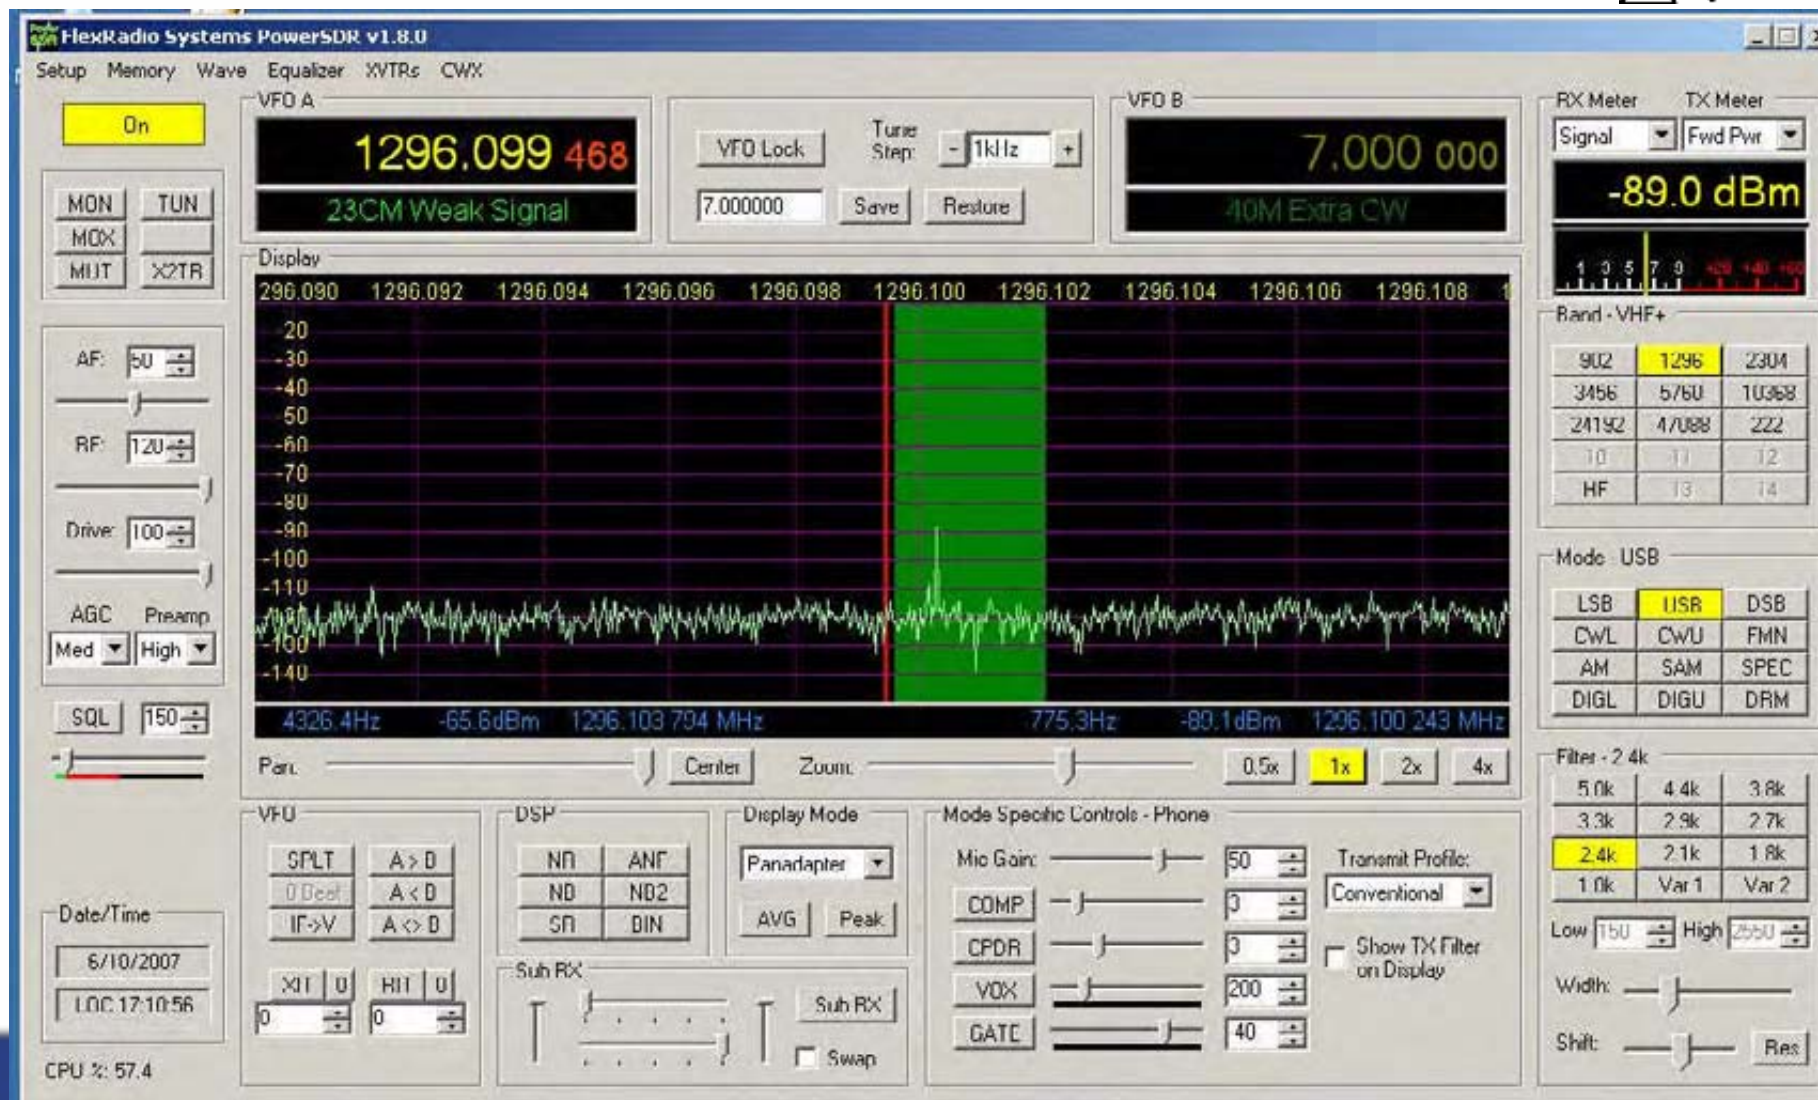 FlexRadio Systems PowerSDR v1.8.0
Setup Memory Wave Equalizer XVTRs CWX
On
MON TUN
MOX
MUT X2TR
AF: 50
RF: 120
Drive: 100
AGC Preamp
Med High
SQL 150
Date/Time
6/10/2007
LOC 17:10:56
CPU %: 57.4
VFO A
1296.099 468
23CM Weak Signal
VFO Lock
Tune
Step: - 1kHz +
7.000000 Save Restore
VFO B
7.000 000
40M Extra CW
Display
296.090 1296.092 1296.094 1296.096 1296.098 1296.100 1296.102 1296.104 1296.106 1296.108 1
-20
-30
-40
-50
-60
-70
-80
-90
-100
-110
-140
4326.4Hz -65.6dBm 1296.103 794 MHz 775.3Hz -89.1dBm 1296.100 243 MHz
Pan: Center Zoom: 0.5x 1x 2x 4x
VFO
SPLT A > B
0 Beat A < B
IF->V A <> B
XIT 0 RIT 0
0 0
DSP
NR ANF
NB NB2
SR BIN
Display Mode
Panadapter
AVG Peak
Sub RX
Sub RX
Swap
Mode Specific Controls - Phone
Mic Gain: 50
COMP 3
CPDR 3
VOX 200
GATE 40
Transmit Profile:
Conventional
Show TX Filter
on Display
RX Meter TX Meter
Signal Fwd Pwr
-89.0 dBm
1 3 5 7 9 +20 +40 +60
Band - VHF+
902 1296 2304
3456 5760 10368
24192 47088 222
10 11 12
HF 13 14
Mode - USB
LSB USB DSB
CWL CWU FMN
AM SAM SPEC
DIGL DIGU DRM
Filter - 2.4k
5.0k 4.4k 3.8k
3.3k 2.9k 2.7k
2.4k 2.1k 1.8k
1.0k Var 1 Var 2
Low 150 High 2550
Width:
Shift: Res